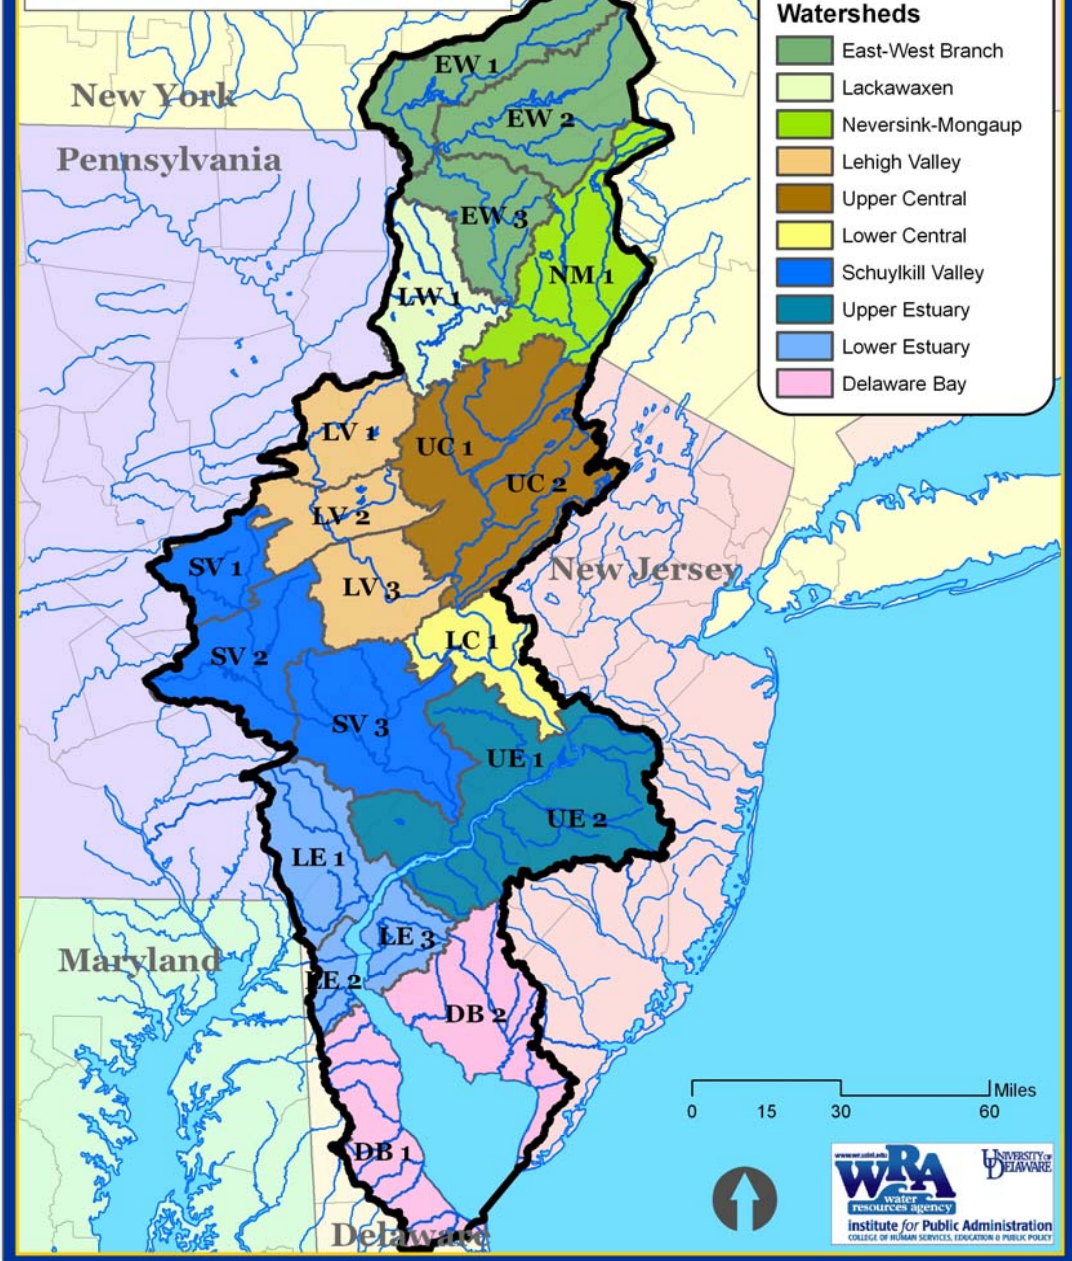 Watersheds
East-West Branch
Lackawaxen
Neversink-Mongaup
Lehigh Valley
Upper Central
Lower Central
Schuylkill Valley
Upper Estuary
Lower Estuary
Delaware Bay
New York
Pennsylvania
EW 1
EW 2
EW 3
NM 1
LW 1
LV 1
UC 1
UC 2
LV 2
SV 1
LV 3
New Jersey
LC 1
SV 2
SV 3
UE 1
UE 2
LE 1
LE 3
Maryland
LE 2
DB 2
DB 1
Delaware
Miles
0 15 30 60
www.wr.udel.edu
WRA
water
resources agency
UNIVERSITY OF
DELAWARE
institute for Public Administration
COLLEGE OF HUMAN SERVICES, EDUCATION & PUBLIC POLICY